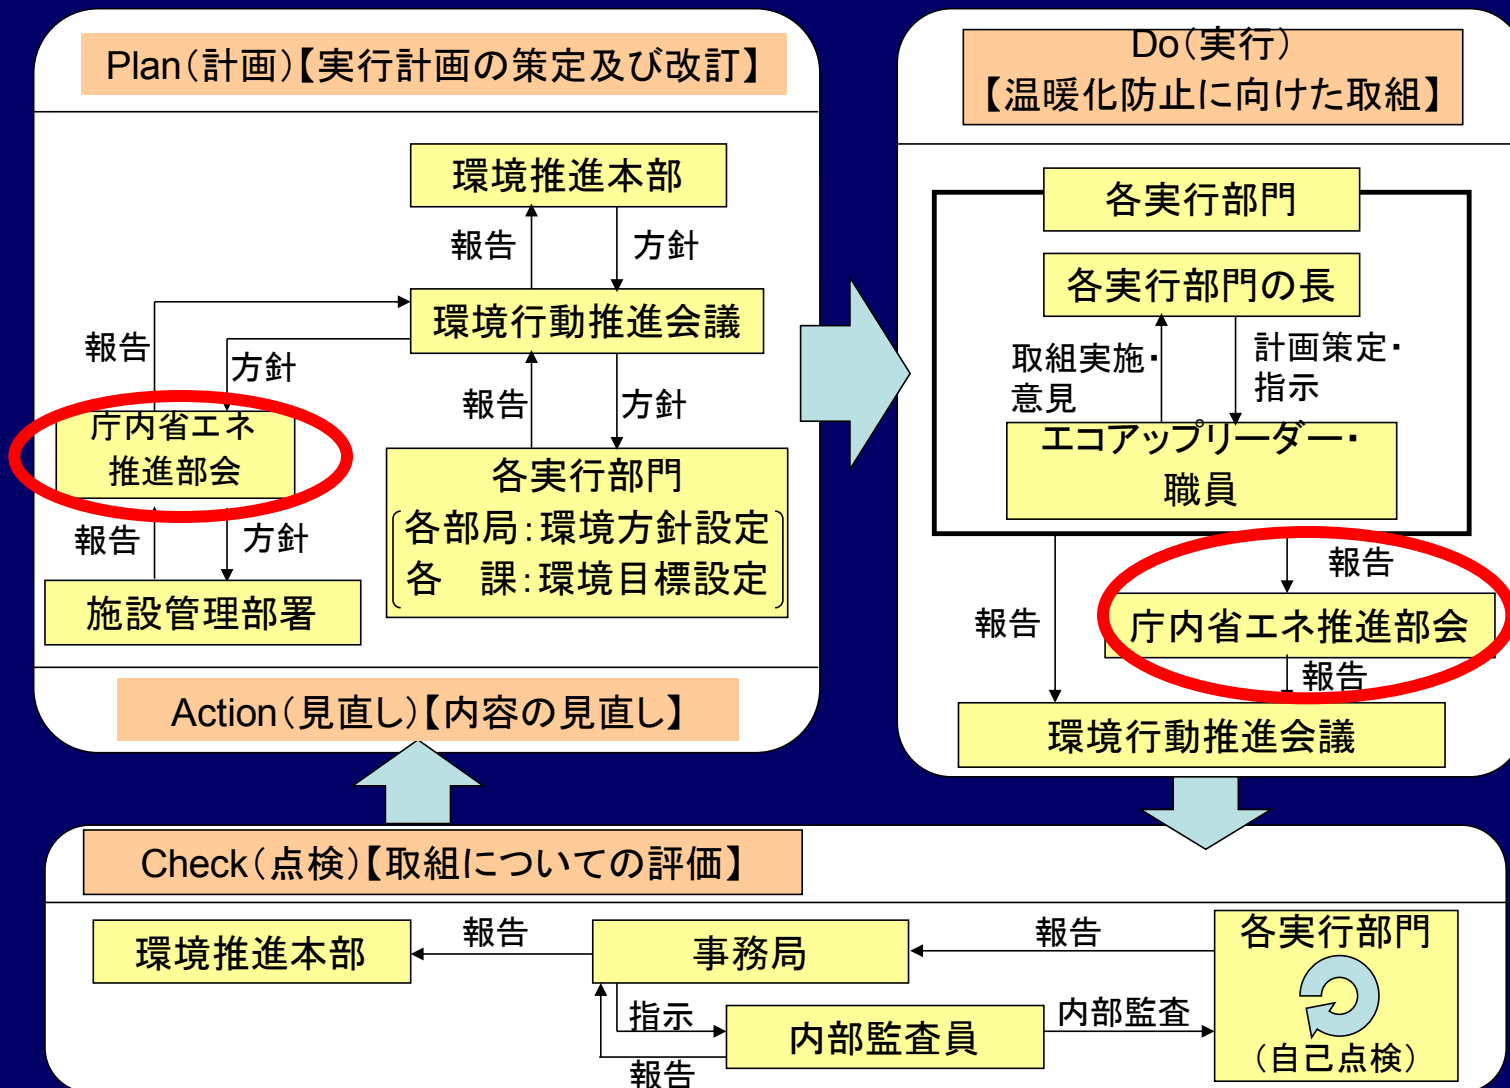 Plan(計画)【実行計画の策定及び改訂】
環境推進本部
報告
方針
環境行動推進会議
報告
方針
報告
方針
庁内省エネ
推進部会
各実行部門
各部局:環境方針設定
各　課:環境目標設定
報告
方針
施設管理部署
Action(見直し)【内容の見直し】
Do(実行)
【温暖化防止に向けた取組】
各実行部門
各実行部門の長
取組実施・
意見
計画策定・
指示
エコアップリーダー・
職員
報告
報告
庁内省エネ推進部会
報告
環境行動推進会議
Check(点検)【取組についての評価】
環境推進本部
報告
事務局
報告
各実行部門
(自己点検)
指示
内部監査員
内部監査
報告